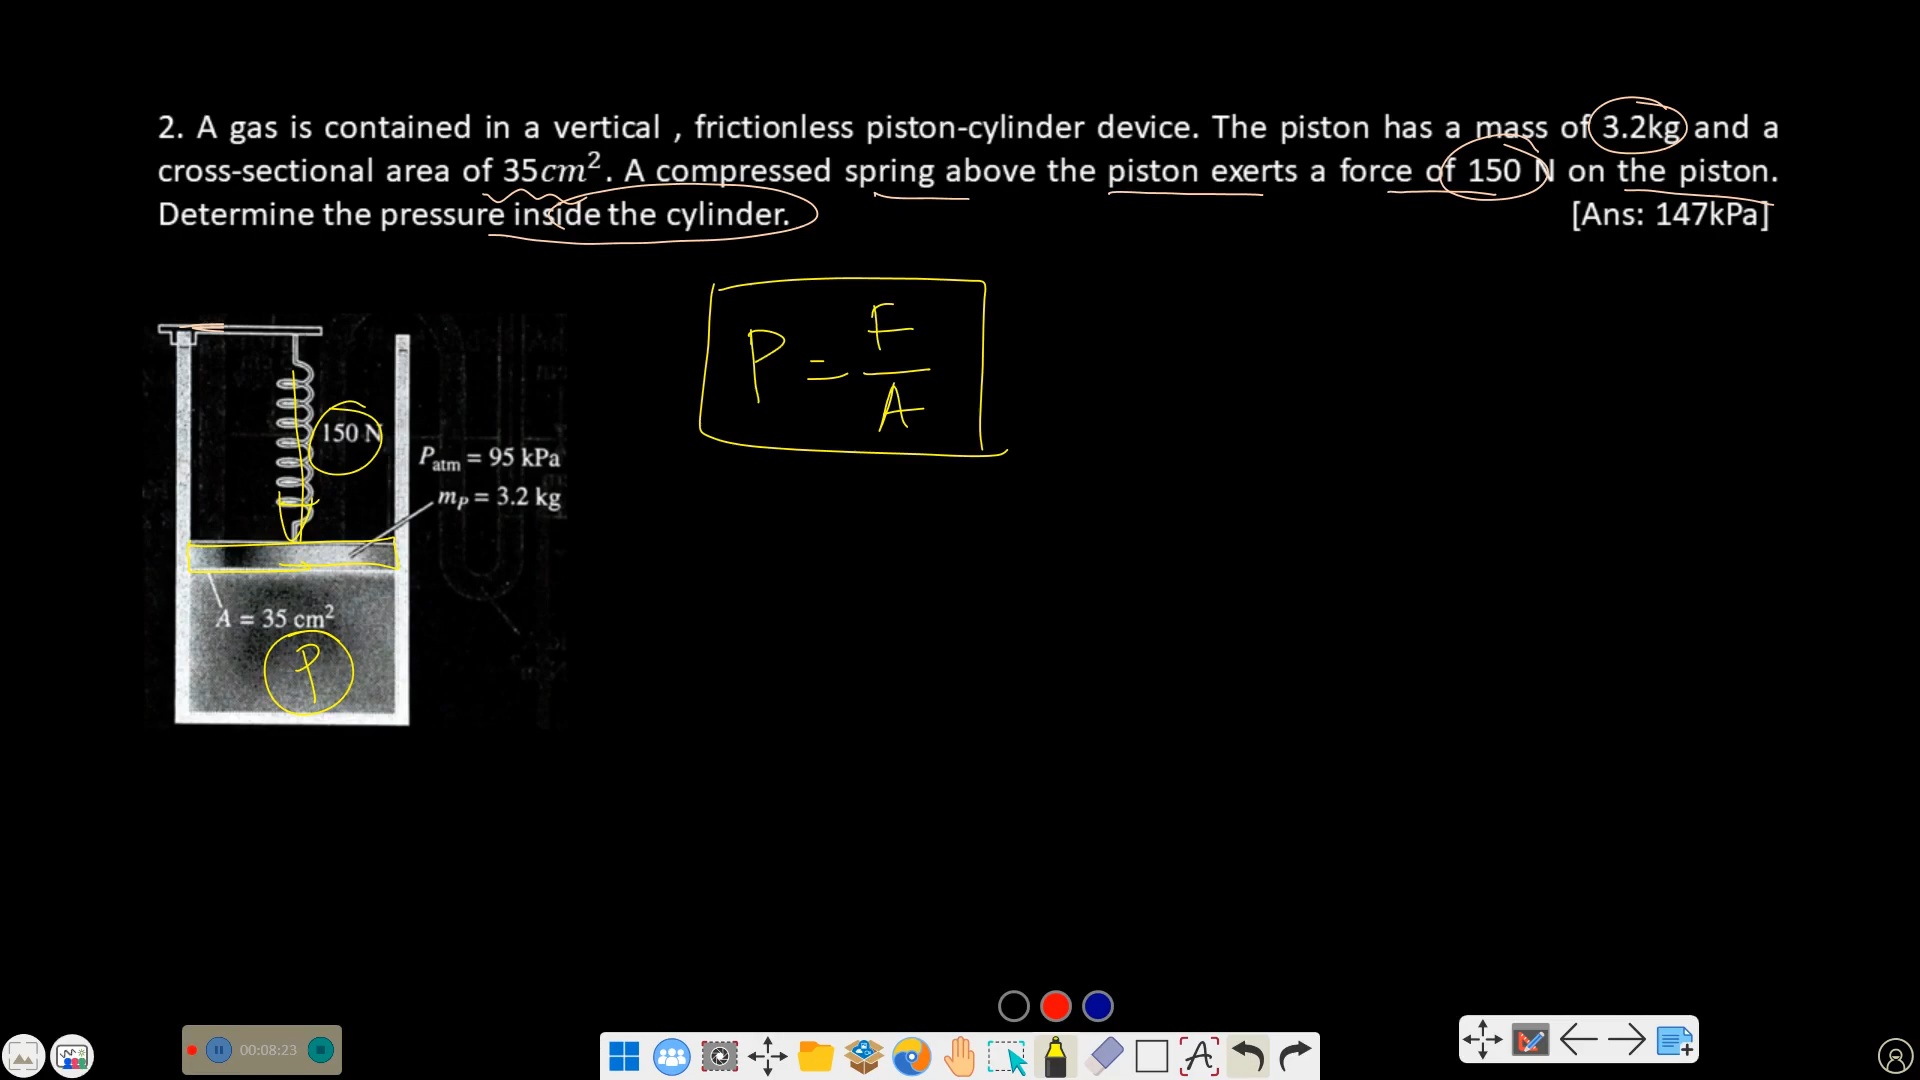 2. A gas is contained in a vertical , frictionless piston-cylinder device. The piston has a mass of 3.2kg and a
cross-sectional area of 35cm². A compressed spring above the piston exerts a force of 150 N on the piston.
Determine the pressure inside the cylinder. [Ans: 147kPa]
P = F
A
150 N
Patm = 95 kPa
mP = 3.2 kg
A = 35 cm²
P
00:08:23